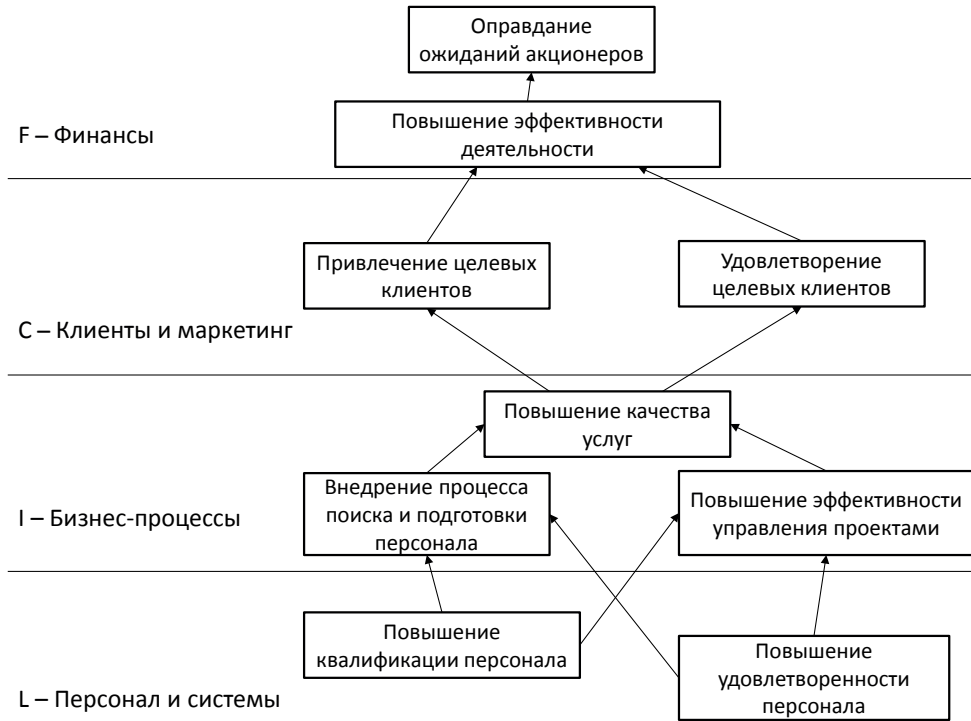 Оправдание
ожиданий акционеров
Повышение эффективности
деятельности
F – Финансы
Привлечение целевых
клиентов
Удовлетворение
целевых клиентов
C – Клиенты и маркетинг
Повышение качества
услуг
Внедрение процесса
поиска и подготовки
персонала
Повышение эффективности
управления проектами
I – Бизнес-процессы
Повышение
квалификации персонала
Повышение
удовлетворенности
персонала
L – Персонал и системы